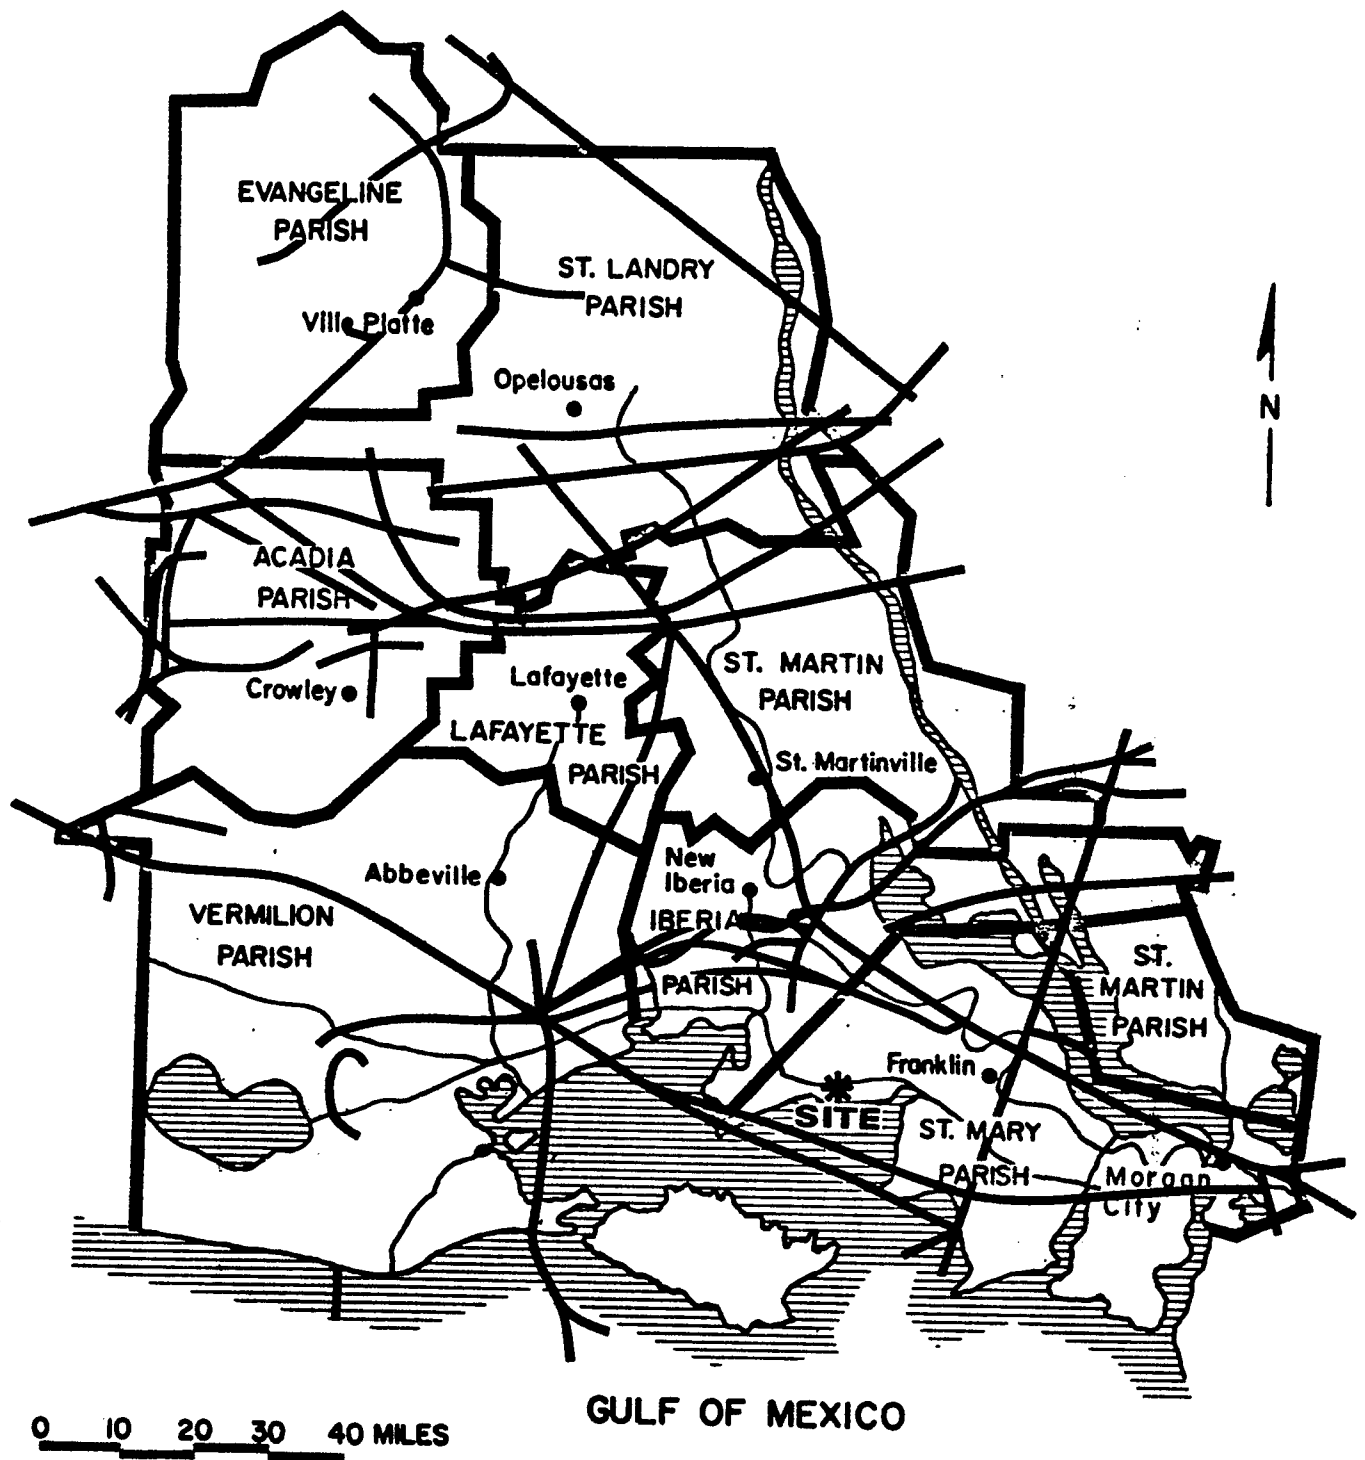 EVANGELINE
PARISH
ST. LANDRY
PARISH
Ville Platte
Opelousas
N
ACADIA
PARISH
Crowley
Lafayette
LAFAYETTE
PARISH
ST. MARTIN
PARISH
St. Martinville
Abbeville
New
Iberia
IBERIA
PARISH
VERMILION
PARISH
ST.
MARTIN
PARISH
Franklin
SITE
ST. MARY
PARISH
Morgan
City
GULF OF MEXICO
0 10 20 30 40 MILES